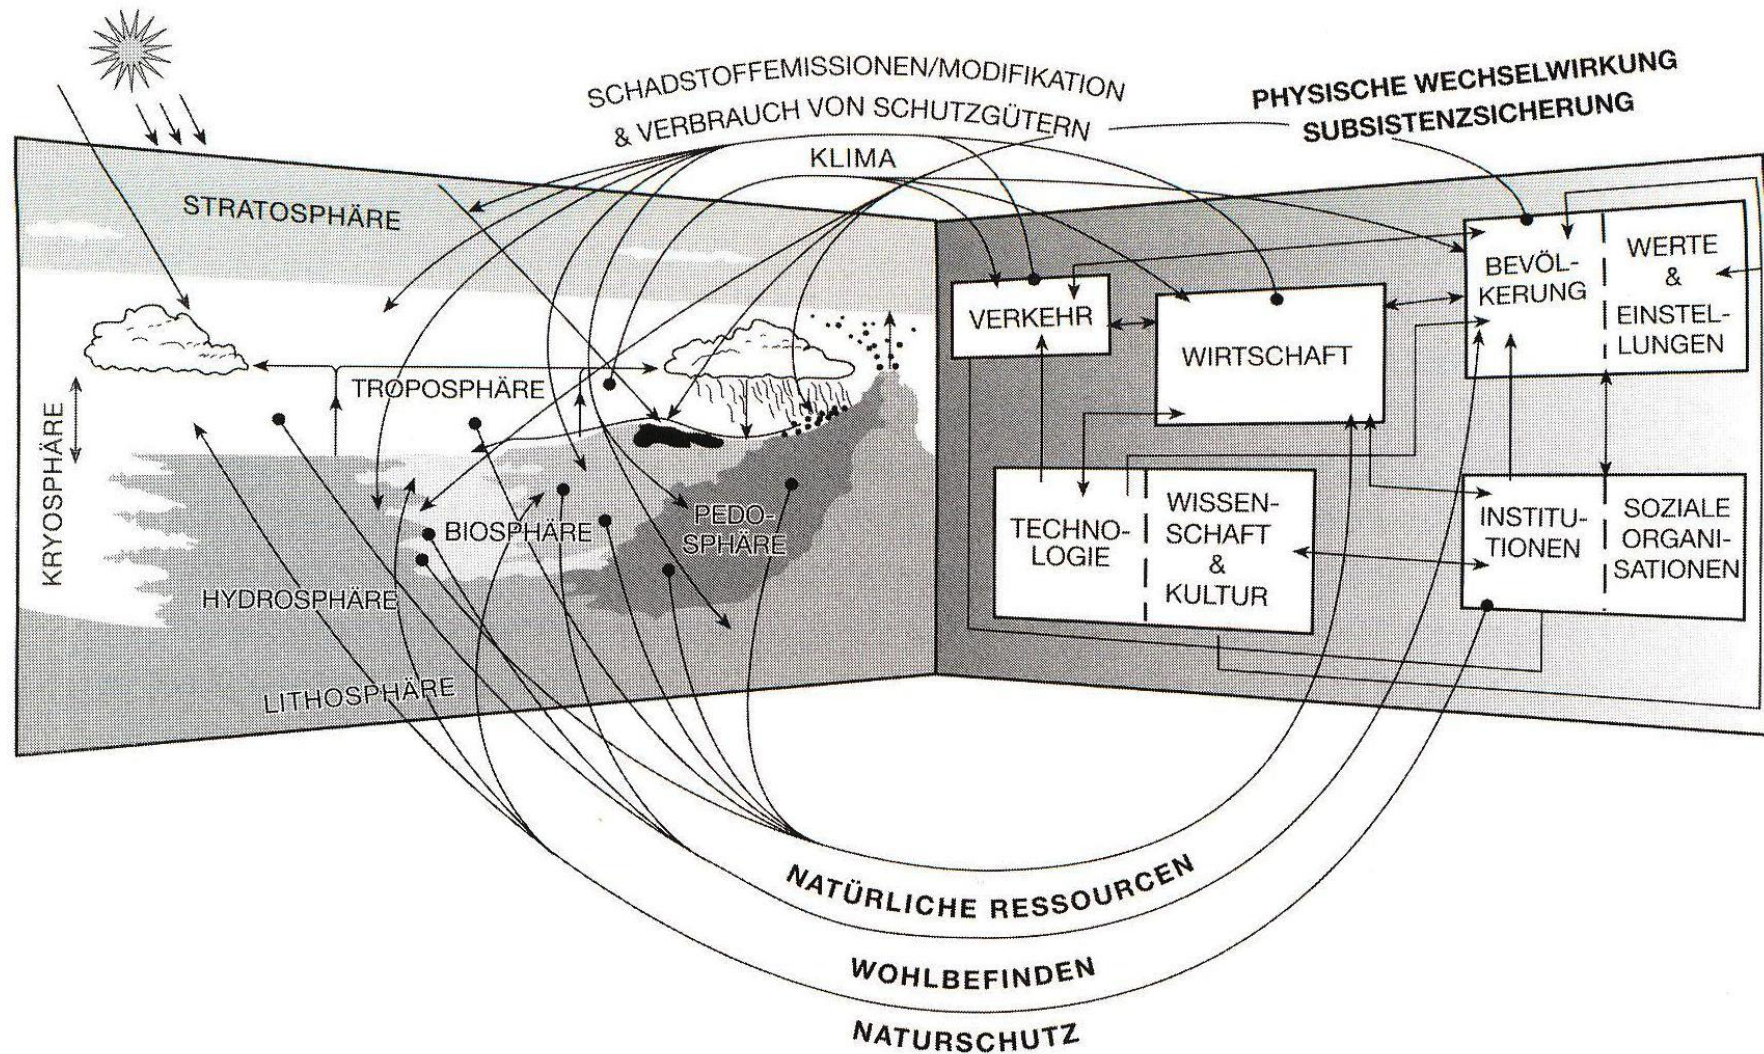 SCHADSTOFFEMISSIONEN/MODIFIKATION
& VERBRAUCH VON SCHUTZGÜTERN
KLIMA
PHYSISCHE WECHSELWIRKUNG
SUBSISTENZSICHERUNG
STRATOSPHÄRE
TROPOSPHÄRE
KRYOSPHÄRE
BIOSPHÄRE
PEDO-
SPHÄRE
HYDROSPHÄRE
LITHOSPHÄRE
VERKEHR
WIRTSCHAFT
BEVÖL-
KERUNG
WERTE
&
EINSTEL-
LUNGEN
TECHNO-
LOGIE
WISSEN-
SCHAFT
&
KULTUR
INSTITU-
TIONEN
SOZIALE
ORGANI-
SATIONEN
NATÜRLICHE RESSOURCEN
WOHLBEFINDEN
NATURSCHUTZ